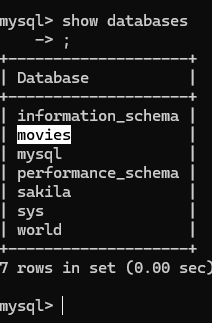 mysql> show databases
    -> ;
+--------------------+
| Database           |
+--------------------+
| information_schema |
| movies             |
| mysql              |
| performance_schema |
| sakila             |
| sys                |
| world              |
+--------------------+
7 rows in set (0.00 sec)

mysql>